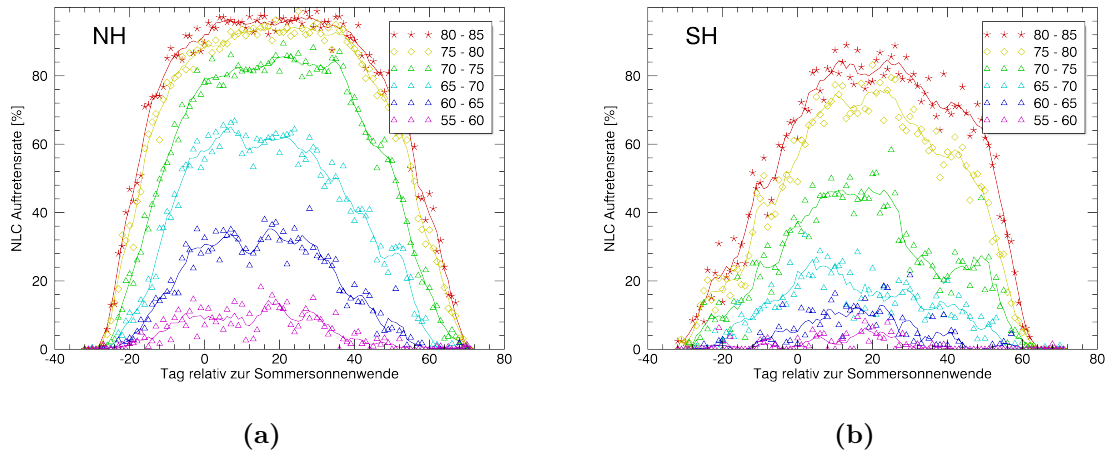 NH
80 - 85
75 - 80
70 - 75
65 - 70
60 - 65
55 - 60
NLC Auftretensrate [%]
80
60
40
20
0
-40 -20 0 20 40 60 80
Tag relativ zur Sommersonnenwende
(a)
SH
80 - 85
75 - 80
70 - 75
65 - 70
60 - 65
55 - 60
NLC Auftretensrate [%]
80
60
40
20
0
-40 -20 0 20 40 60 80
Tag relativ zur Sommersonnenwende
(b)